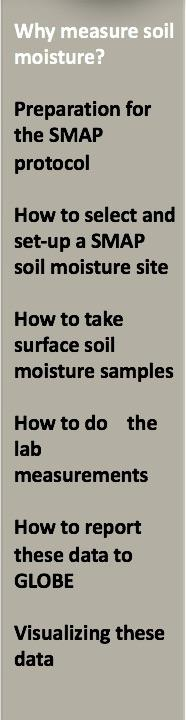 Why measure soil
moisture?
Preparation for
the SMAP
protocol
How to select and
set-up a SMAP
soil moisture site
How to take
surface soil
moisture samples
How to do the
lab
measurements
How to report
these data to
GLOBE
Visualizing these
data